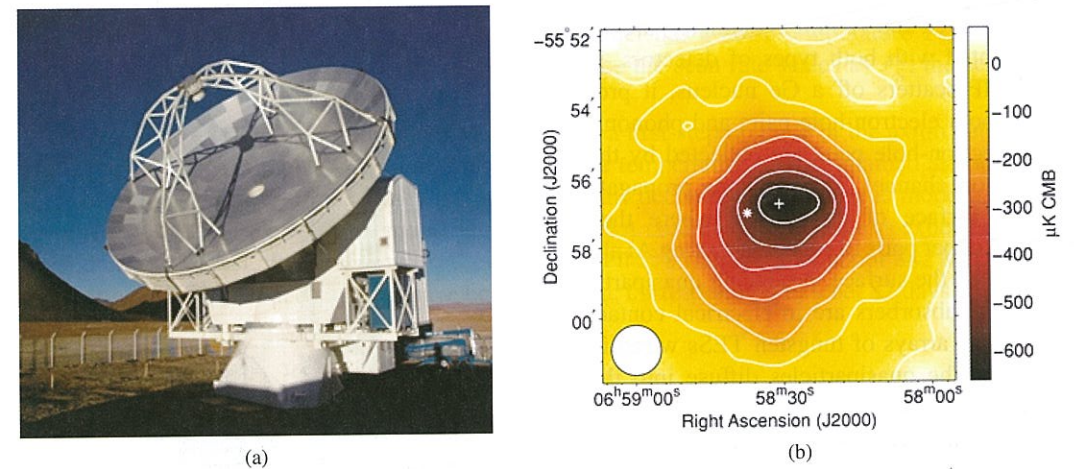 (a)
−55°52'
54'
56'
58'
00'
Declination (J2000)
06h59m00s
58m30s
58m00s
Right Ascension (J2000)
(b)
0
−100
−200
−300
−400
−500
−600
μK CMB